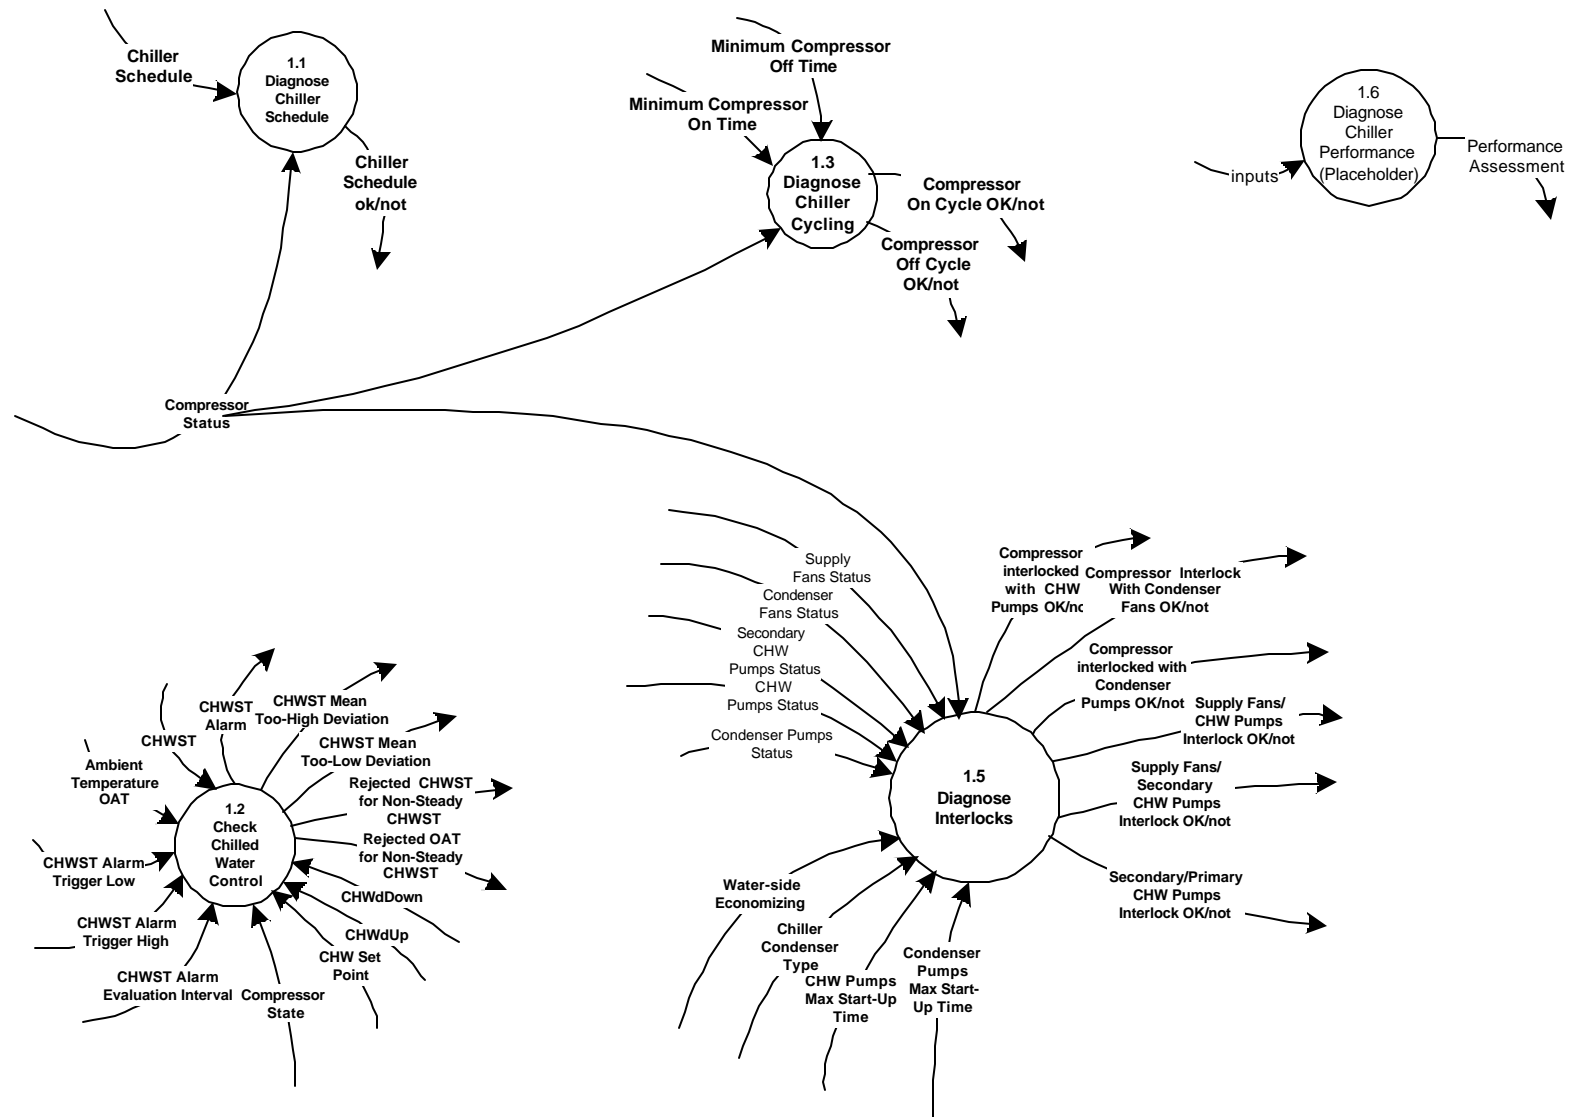 Chiller
Schedule
1.1
Diagnose
Chiller
Schedule
Chiller
Schedule
ok/not
Minimum Compressor
Off Time
Minimum Compressor
On Time
1.3
Diagnose
Chiller
Cycling
Compressor
On Cycle OK/not
Compressor
Off Cycle
OK/not
1.6
Diagnose
Chiller
Performance
(Placeholder)
inputs
Performance
Assessment
Compressor
Status
Supply
Fans Status
Condenser
Fans Status
Secondary
CHW
Pumps Status
CHW
Pumps Status
Condenser Pumps
Status
Compressor
interlocked
with CHW
Pumps OK/nc
Compressor Interlock
With Condenser
Fans OK/not
Compressor
interlocked with
Condenser
Pumps OK/not
Supply Fans/
CHW Pumps
Interlock OK/not
Supply Fans/
Secondary
CHW Pumps
Interlock OK/not
Secondary/Primary
CHW Pumps
Interlock OK/not
1.5
Diagnose
Interlocks
Water-side
Economizing
Chiller
Condenser
Type
CHW Pumps
Max Start-Up
Time
Condenser
Pumps
Max Start-
Up Time
CHWST
Alarm
CHWST Mean
Too-High Deviation
CHWST
CHWST Mean
Too-Low Deviation
Ambient
Temperature
OAT
Rejected CHWST
for Non-Steady
CHWST
1.2
Check
Chilled
Water
Control
Rejected OAT
for Non-Steady
CHWST
CHWST Alarm
Trigger Low
CHWdDown
CHWST Alarm
Trigger High
CHWdUp
CHW Set
Point
CHWST Alarm
Evaluation Interval
Compressor
State